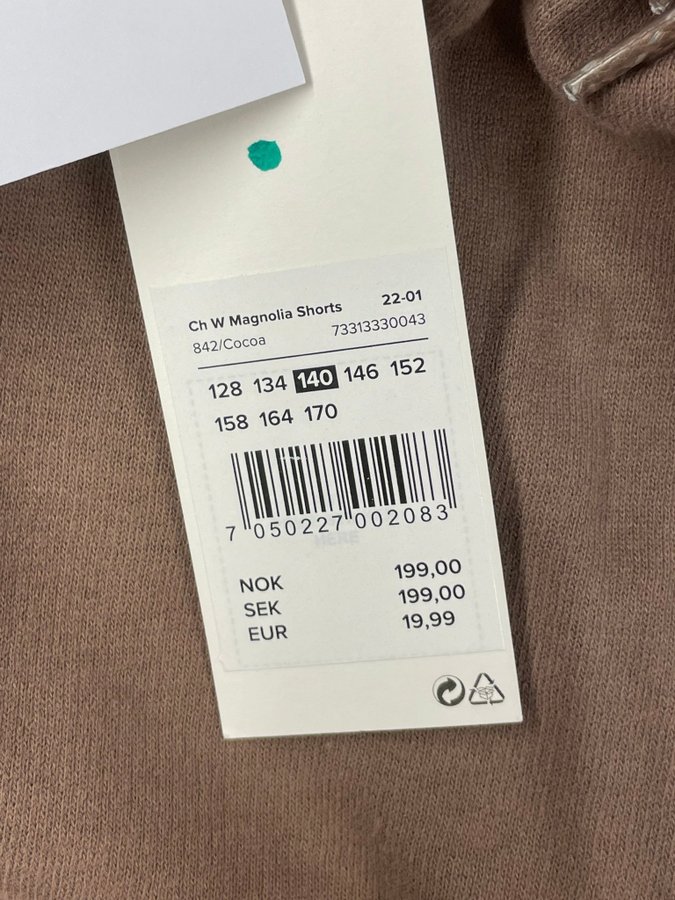 Ch W Magnolia Shorts 22-01
842/Cocoa 73313330043
128 134 140 146 152
158 164 170
7 050227 002083
HERE
NOK 199,00
SEK 199,00
EUR 19,99